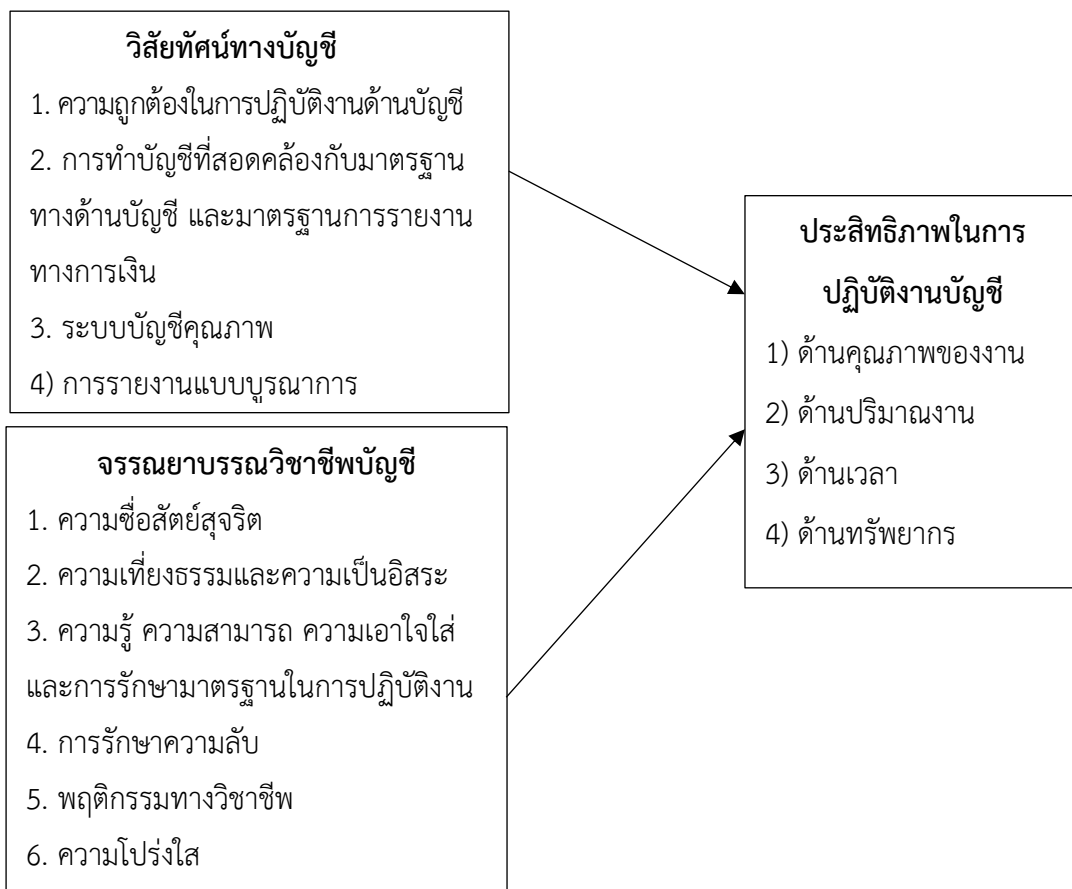 วิสัยทัศน์ทางบัญชี
1. ความถูกต้องในการปฏิบัติงานด้านบัญชี
2. การทำบัญชีที่สอดคล้องกับมาตรฐาน
ทางด้านบัญชี และมาตรฐานการรายงาน
ทางการเงิน
3. ระบบบัญชีคุณภาพ
4) การรายงานแบบบูรณาการ
จรรณยาบรรณวิชาชีพบัญชี
1. ความซื่อสัตย์สุจริต
2. ความเที่ยงธรรมและความเป็นอิสระ
3. ความรู้ ความสามารถ ความเอาใจใส่
และการรักษามาตรฐานในการปฏิบัติงาน
4. การรักษาความลับ
5. พฤติกรรมทางวิชาชีพ
6. ความโปร่งใส
ประสิทธิภาพในการ
ปฏิบัติงานบัญชี
1) ด้านคุณภาพของงาน
2) ด้านปริมาณงาน
3) ด้านเวลา
4) ด้านทรัพยากร